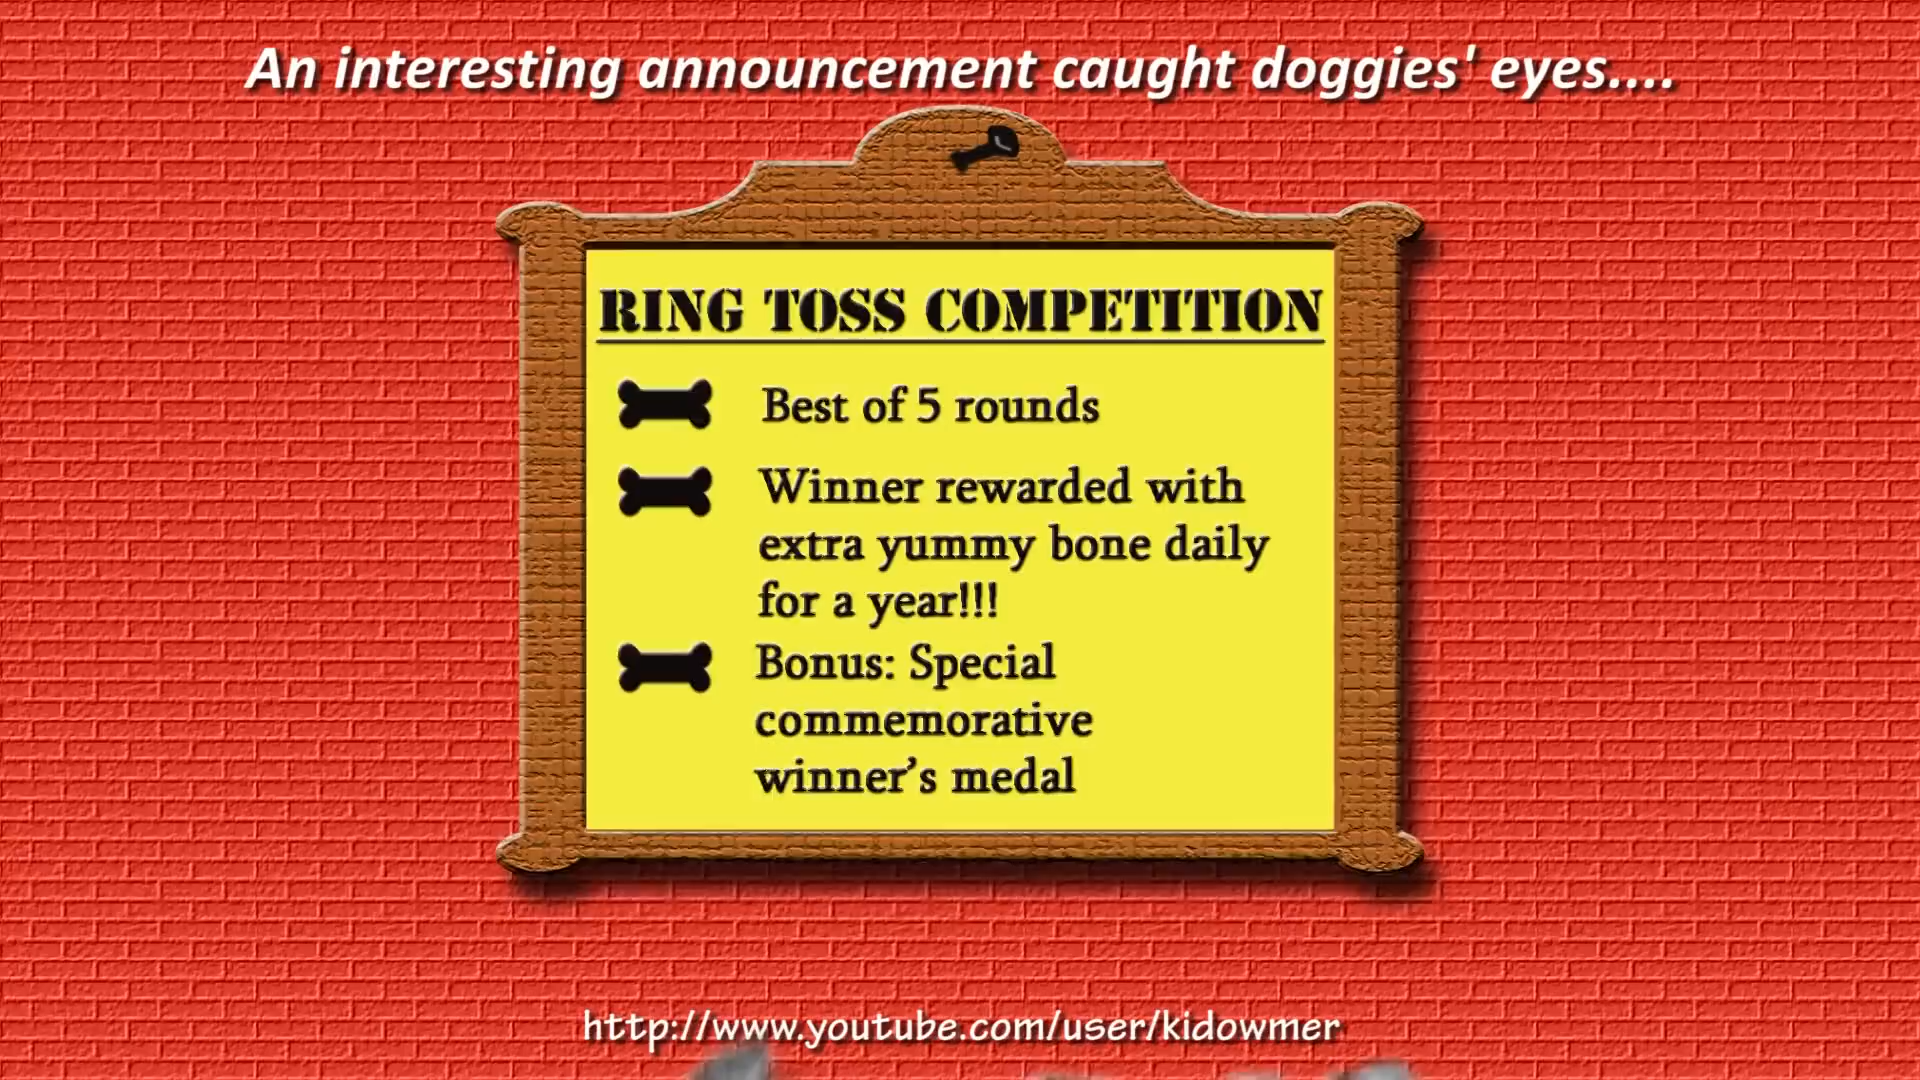 An interesting announcement caught doggies' eyes....
RING TOSS COMPETITION
Best of 5 rounds
Winner rewarded with
extra yummy bone daily
for a year!!!
Bonus: Special
commemorative
winner’s medal
http://www.youtube.com/user/kidowmer